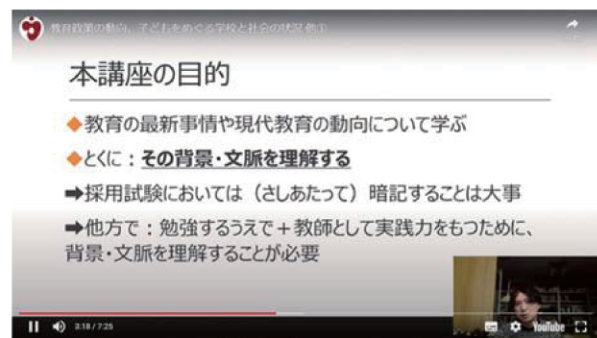 教育政策の動向、子どもをめぐる学校と社会の状況 他①
本講座の目的
◆教育の最新事情や現代教育の動向について学ぶ
◆とくに：その背景・文脈を理解する
➡採用試験においては（さしあたって）暗記することは大事
➡他方で：勉強するうえで＋教師として実践力をもつために、
背景・文脈を理解することが必要
3:18 / 7:25
YouTube